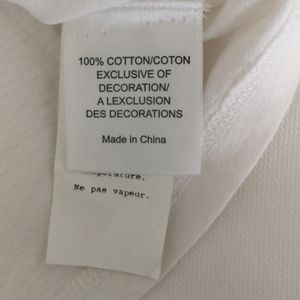 100% COTTON/COTON
EXCLUSIVE OF
DECORATION/
A LEXCLUSION
DES DECORATIONS
Made in China
Ne pas vapeur.